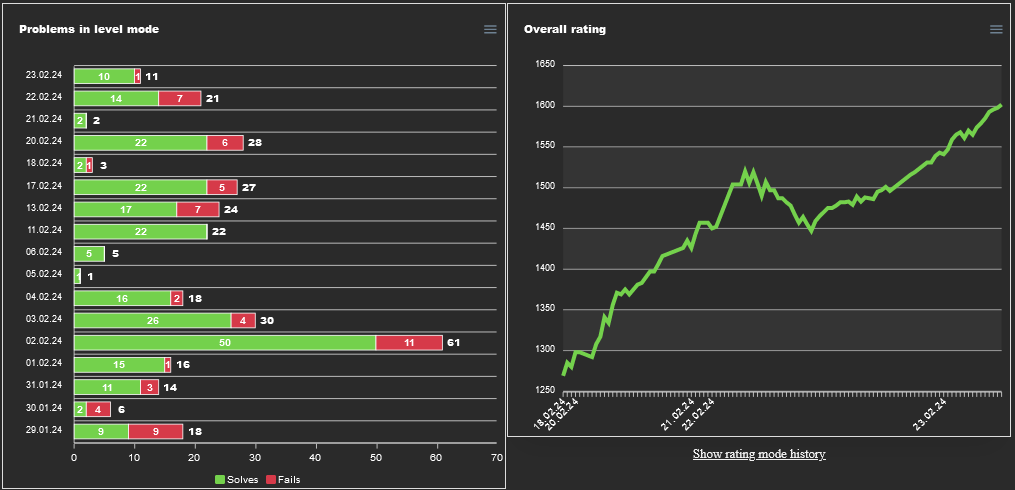 Problems in level mode
23.02.24 10 1 11
22.02.24 14 7 21
21.02.24 2 2
20.02.24 22 6 28
18.02.24 2 1 3
17.02.24 22 5 27
13.02.24 17 7 24
11.02.24 22 22
06.02.24 5 5
05.02.24 1 1
04.02.24 16 2 18
03.02.24 26 4 30
02.02.24 50 11 61
01.02.24 15 1 16
31.01.24 11 3 14
30.01.24 2 4 6
29.01.24 9 9 18
0 10 20 30 40 50 60 70
Solves Fails
Overall rating
1650
1600
1550
1500
1450
1400
1350
1300
1250
18.02.24 20.02.24 21.02.24 22.02.24 23.02.24
Show rating mode history